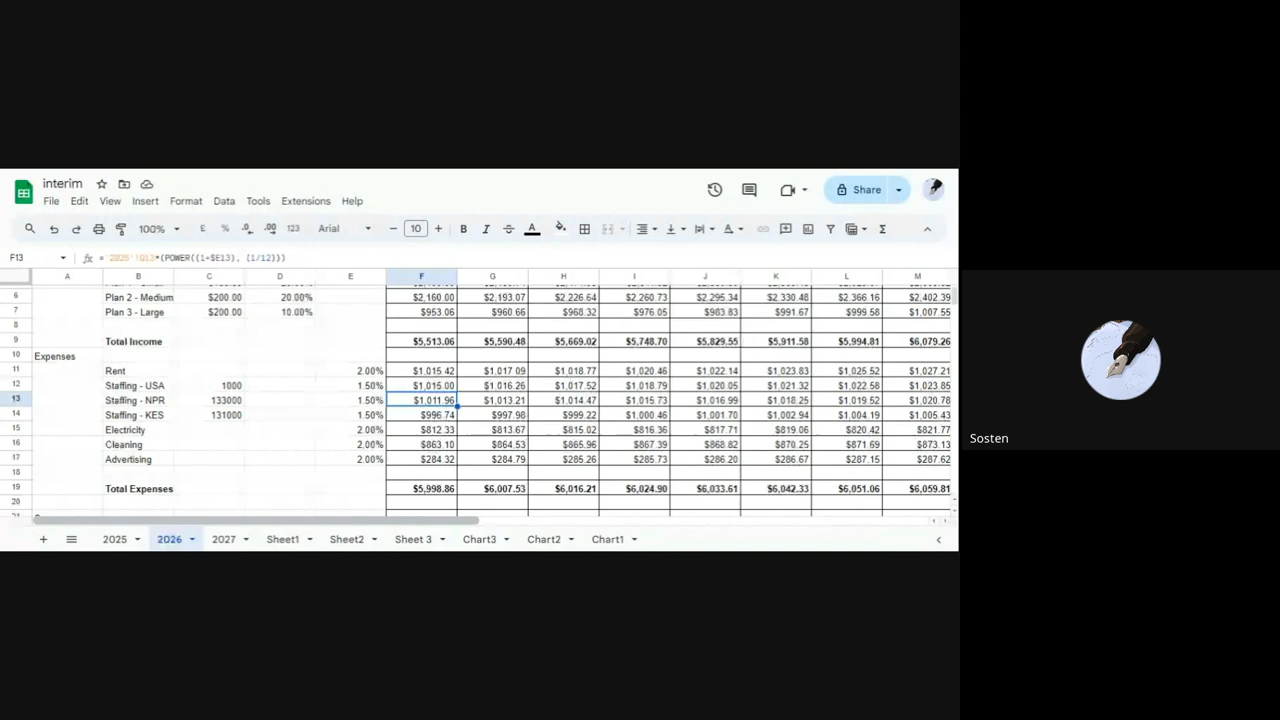 interim
File Edit View Insert Format Data Tools Extensions Help
Share
100% £ % .0 .00 123 Arial 10 B I A Σ
F13 fx ='2025'!Q13*(POWER((1+$E13), (1/12)))
A B C D E F G H I J K L M
6 Plan 2 - Medium $200.00 20.00% $2,160.00 $2,193.07 $2,226.64 $2,260.73 $2,295.34 $2,330.48 $2,366.16 $2,402.39
7 Plan 3 - Large $200.00 10.00% $953.06 $960.66 $968.32 $976.05 $983.83 $991.67 $999.58 $1,007.55
8
9 Total Income $5,513.06 $5,590.48 $5,669.02 $5,748.70 $5,829.55 $5,911.58 $5,994.81 $6,079.26
10 Expenses
11 Rent 2.00% $1,015.42 $1,017.09 $1,018.77 $1,020.46 $1,022.14 $1,023.83 $1,025.52 $1,027.21
12 Staffing - USA 1000 1.50% $1,015.00 $1,016.26 $1,017.52 $1,018.79 $1,020.05 $1,021.32 $1,022.58 $1,023.85
13 Staffing - NPR 133000 1.50% $1,011.96 $1,013.21 $1,014.47 $1,015.73 $1,016.99 $1,018.25 $1,019.52 $1,020.78
14 Staffing - KES 131000 1.50% $996.74 $997.98 $999.22 $1,000.46 $1,001.70 $1,002.94 $1,004.19 $1,005.43
15 Electricity 2.00% $812.33 $813.67 $815.02 $816.36 $817.71 $819.06 $820.42 $821.77
16 Cleaning 2.00% $863.10 $864.53 $865.96 $867.39 $868.82 $870.25 $871.69 $873.13
17 Advertising 2.00% $284.32 $284.79 $285.26 $285.73 $286.20 $286.67 $287.15 $287.62
18
19 Total Expenses $5,998.86 $6,007.53 $6,016.21 $6,024.90 $6,033.61 $6,042.33 $6,051.06 $6,059.81
20
2025 2026 2027 Sheet1 Sheet2 Sheet 3 Chart3 Chart2 Chart1
Sosten